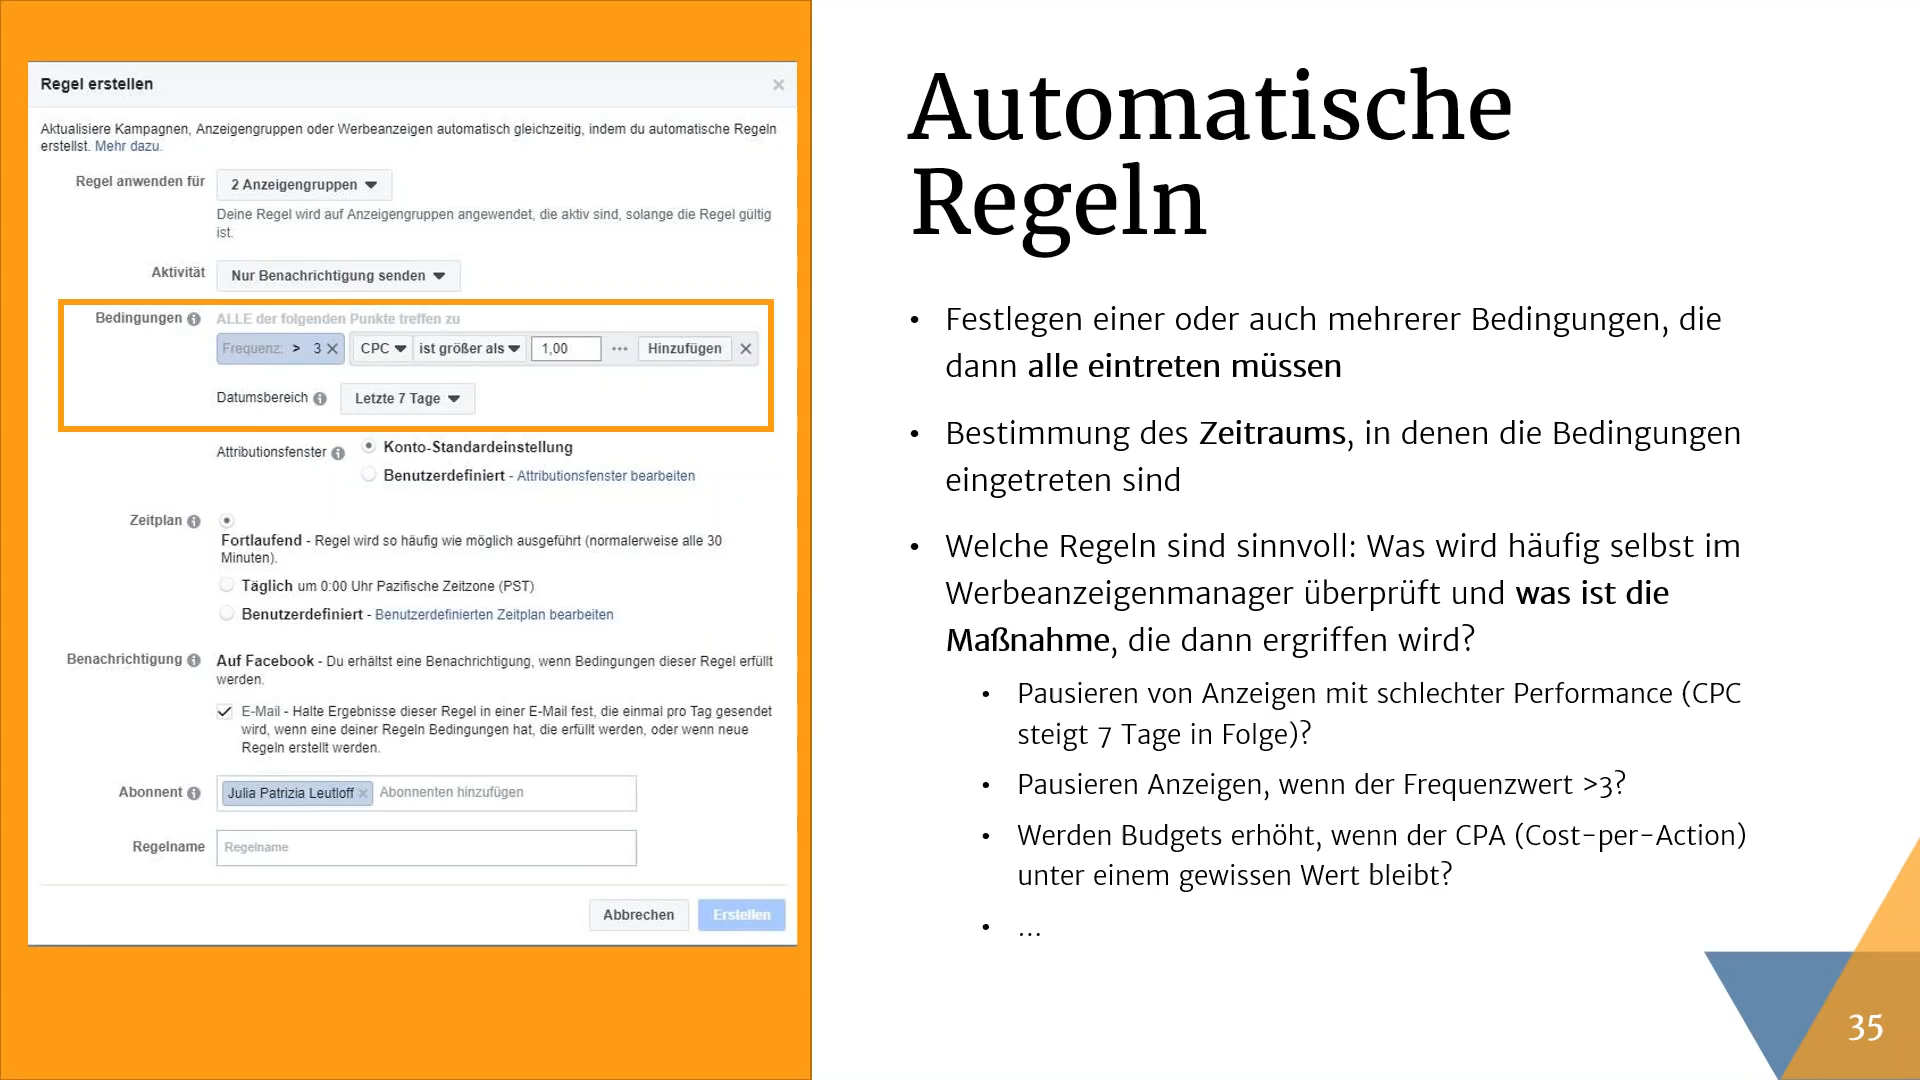 Regel erstellen
Aktualisiere Kampagnen, Anzeigengruppen oder Werbeanzeigen automatisch gleichzeitig, indem du automatische Regeln
erstellst. Mehr dazu.
Regel anwenden für
2 Anzeigengruppen
Deine Regel wird auf Anzeigengruppen angewendet, die aktiv sind, solange die Regel gültig
ist.
Aktivität
Nur Benachrichtigung senden
Bedingungen
ALLE der folgenden Punkte treffen zu
Frequenz: > 3 CPC ist größer als 1,00 ··· Hinzufügen
Datumsbereich
Letzte 7 Tage
Attributionsfenster
Konto-Standardeinstellung
Benutzerdefiniert - Attributionsfenster bearbeiten
Zeitplan
Fortlaufend - Regel wird so häufig wie möglich ausgeführt (normalerweise alle 30
Minuten).
Täglich um 0:00 Uhr Pazifische Zeitzone (PST)
Benutzerdefiniert - Benutzerdefinierten Zeitplan bearbeiten
Benachrichtigung
Auf Facebook - Du erhältst eine Benachrichtigung, wenn Bedingungen dieser Regel erfüllt
werden.
E-Mail - Halte Ergebnisse dieser Regel in einer E-Mail fest, die einmal pro Tag gesendet
wird, wenn eine deiner Regeln Bedingungen hat, die erfüllt werden, oder wenn neue
Regeln erstellt werden.
Abonnent
Julia Patrizia Leutloff Abonnenten hinzufügen
Regelname
Regelname
Abbrechen
Erstellen
Automatische
Regeln
• Festlegen einer oder auch mehrerer Bedingungen, die
dann alle eintreten müssen
• Bestimmung des Zeitraums, in denen die Bedingungen
eingetreten sind
• Welche Regeln sind sinnvoll: Was wird häufig selbst im
Werbeanzeigenmanager überprüft und was ist die
Maßnahme, die dann ergriffen wird?
• Pausieren von Anzeigen mit schlechter Performance (CPC
steigt 7 Tage in Folge)?
• Pausieren Anzeigen, wenn der Frequenzwert >3?
• Werden Budgets erhöht, wenn der CPA (Cost-per-Action)
unter einem gewissen Wert bleibt?
• ...
35